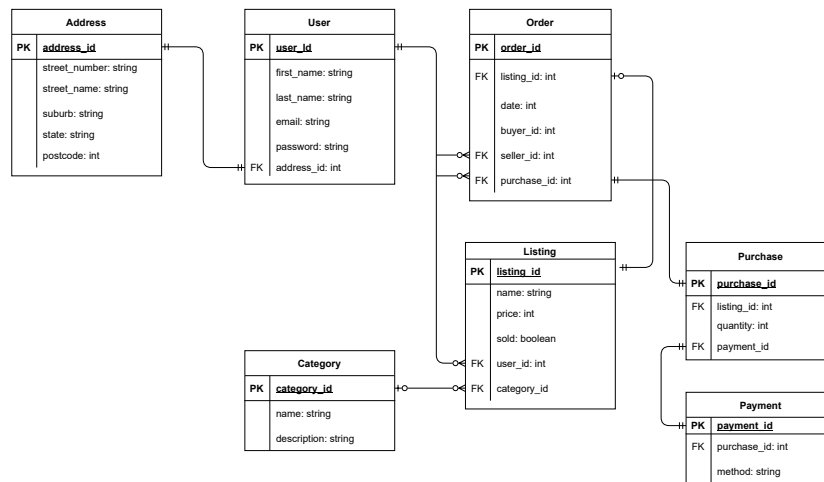 Address
PK address_id
street_number: string
street_name: string
suburb: string
state: string
postcode: int
User
PK user_Id
first_name: string
last_name: string
email: string
password: string
FK address_id: int
Order
PK order_id
FK listing_id: int
date: int
buyer_id: int
FK seller_id: int
FK purchase_id: int
Listing
PK listing_id
name: string
price: int
sold: boolean
FK user_id: int
FK category_id
Category
PK category_id
name: string
description: string
Purchase
PK purchase_id
FK listing_id: int
quantity: int
FK payment_id
Payment
PK payment_id
FK purchase_id: int
method: string